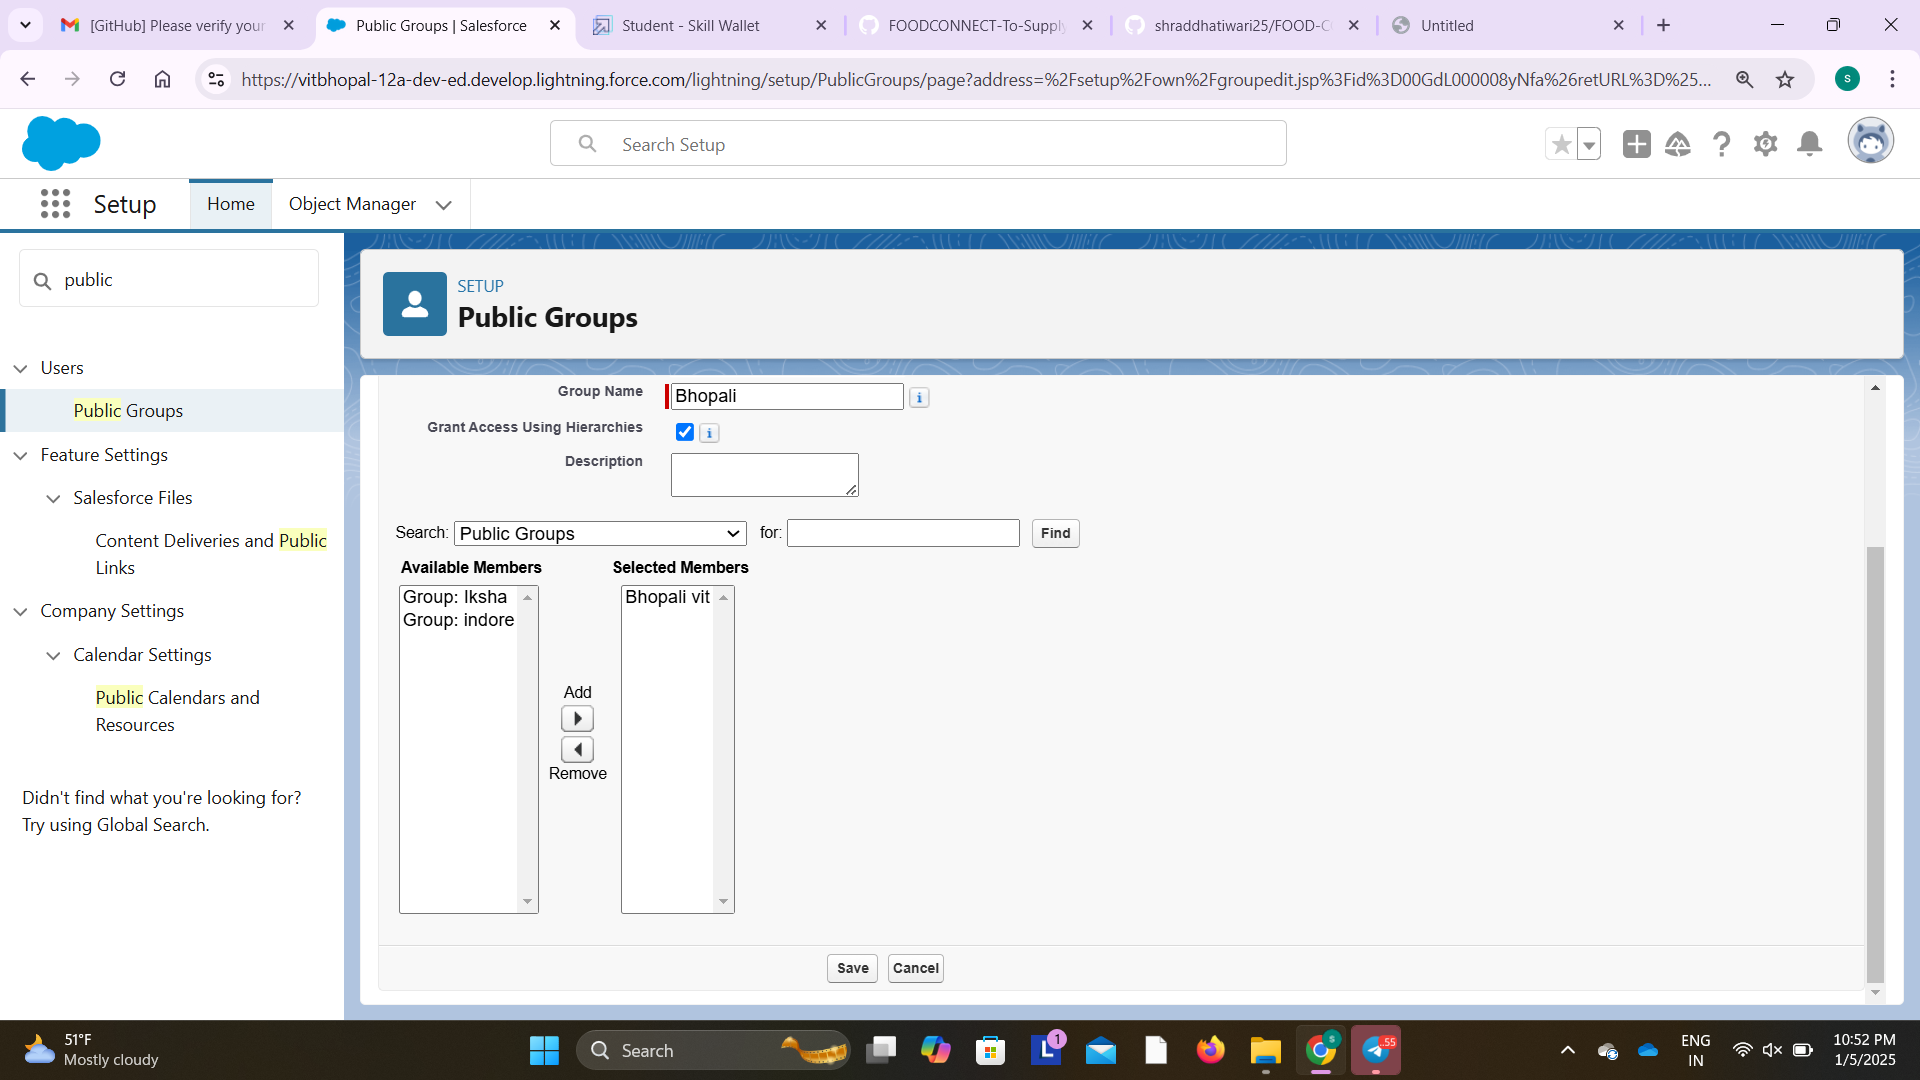 [GitHub] Please verify your
Public Groups | Salesforce
Student - Skill Wallet
FOODCONNECT-To-Supply
shraddhatiwari25/FOOD-C
Untitled
https://vitbhopal-12a-dev-ed.develop.lightning.force.com/lightning/setup/PublicGroups/page?address=%2Fsetup%2Fown%2Fgroupedit.jsp%3Fid%3D00GdL000008yNfa%26retURL%3D%25...
S
Search Setup
Setup
Home
Object Manager
public
Users
Public Groups
Feature Settings
Salesforce Files
Content Deliveries and Public
Links
Company Settings
Calendar Settings
Public Calendars and
Resources
Didn't find what you're looking for?
Try using Global Search.
SETUP
Public Groups
Group Name
Bhopali
i
Grant Access Using Hierarchies
i
Description
Search:
Public Groups
for:
Find
Available Members
Selected Members
Group: Iksha
Group: indore
Bhopali vit
Add
Remove
Save
Cancel
51°F
Mostly cloudy
Search
L
1
S
..55
ENG
IN
10:52 PM
1/5/2025